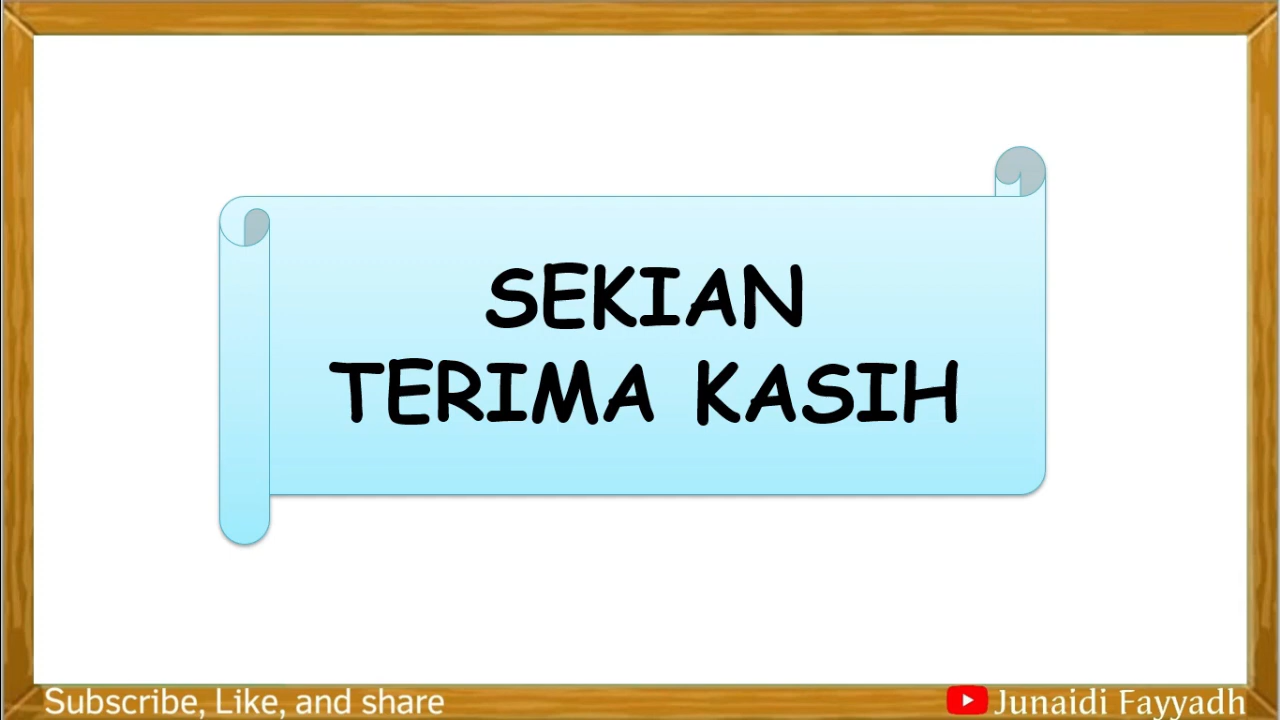 SEKIAN
TERIMA KASIH
Subscribe, Like, and share
Junaidi Fayyadh